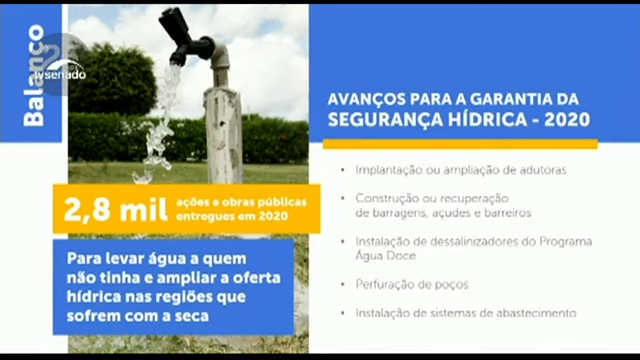 Balanço
tvsenado
AVANÇOS PARA A GARANTIA DA
SEGURANÇA HÍDRICA - 2020
2,8 mil
ações e obras públicas
entregues em 2020
Para levar água a quem
não tinha e ampliar a oferta
hídrica nas regiões que
sofrem com a seca
• Implantação ou ampliação de adutoras
• Construção ou recuperação
de barragens, açudes e barreiros
• Instalação de dessalinizadores do Programa
Água Doce
• Perfuração de poços
• Instalação de sistemas de abastecimento